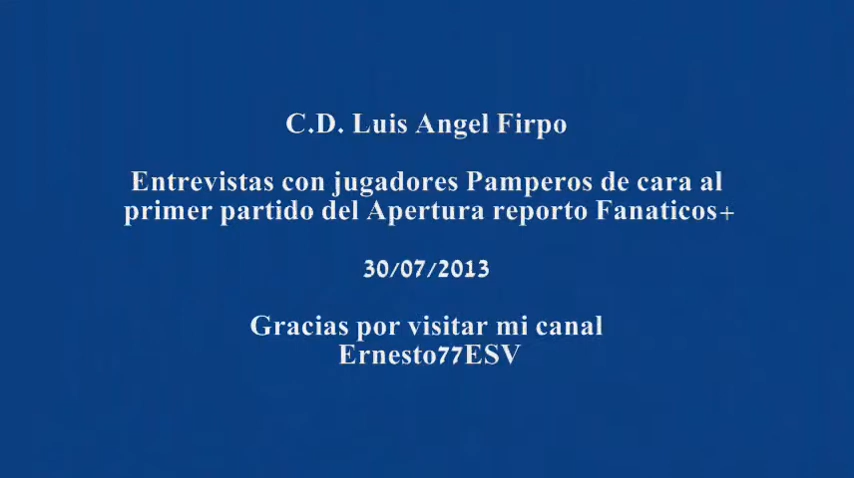 C.D. Luis Angel Firpo
Entrevistas con jugadores Pamperos de cara al
primer partido del Apertura reporto Fanaticos+
30/07/2013
Gracias por visitar mi canal
Ernesto77ESV